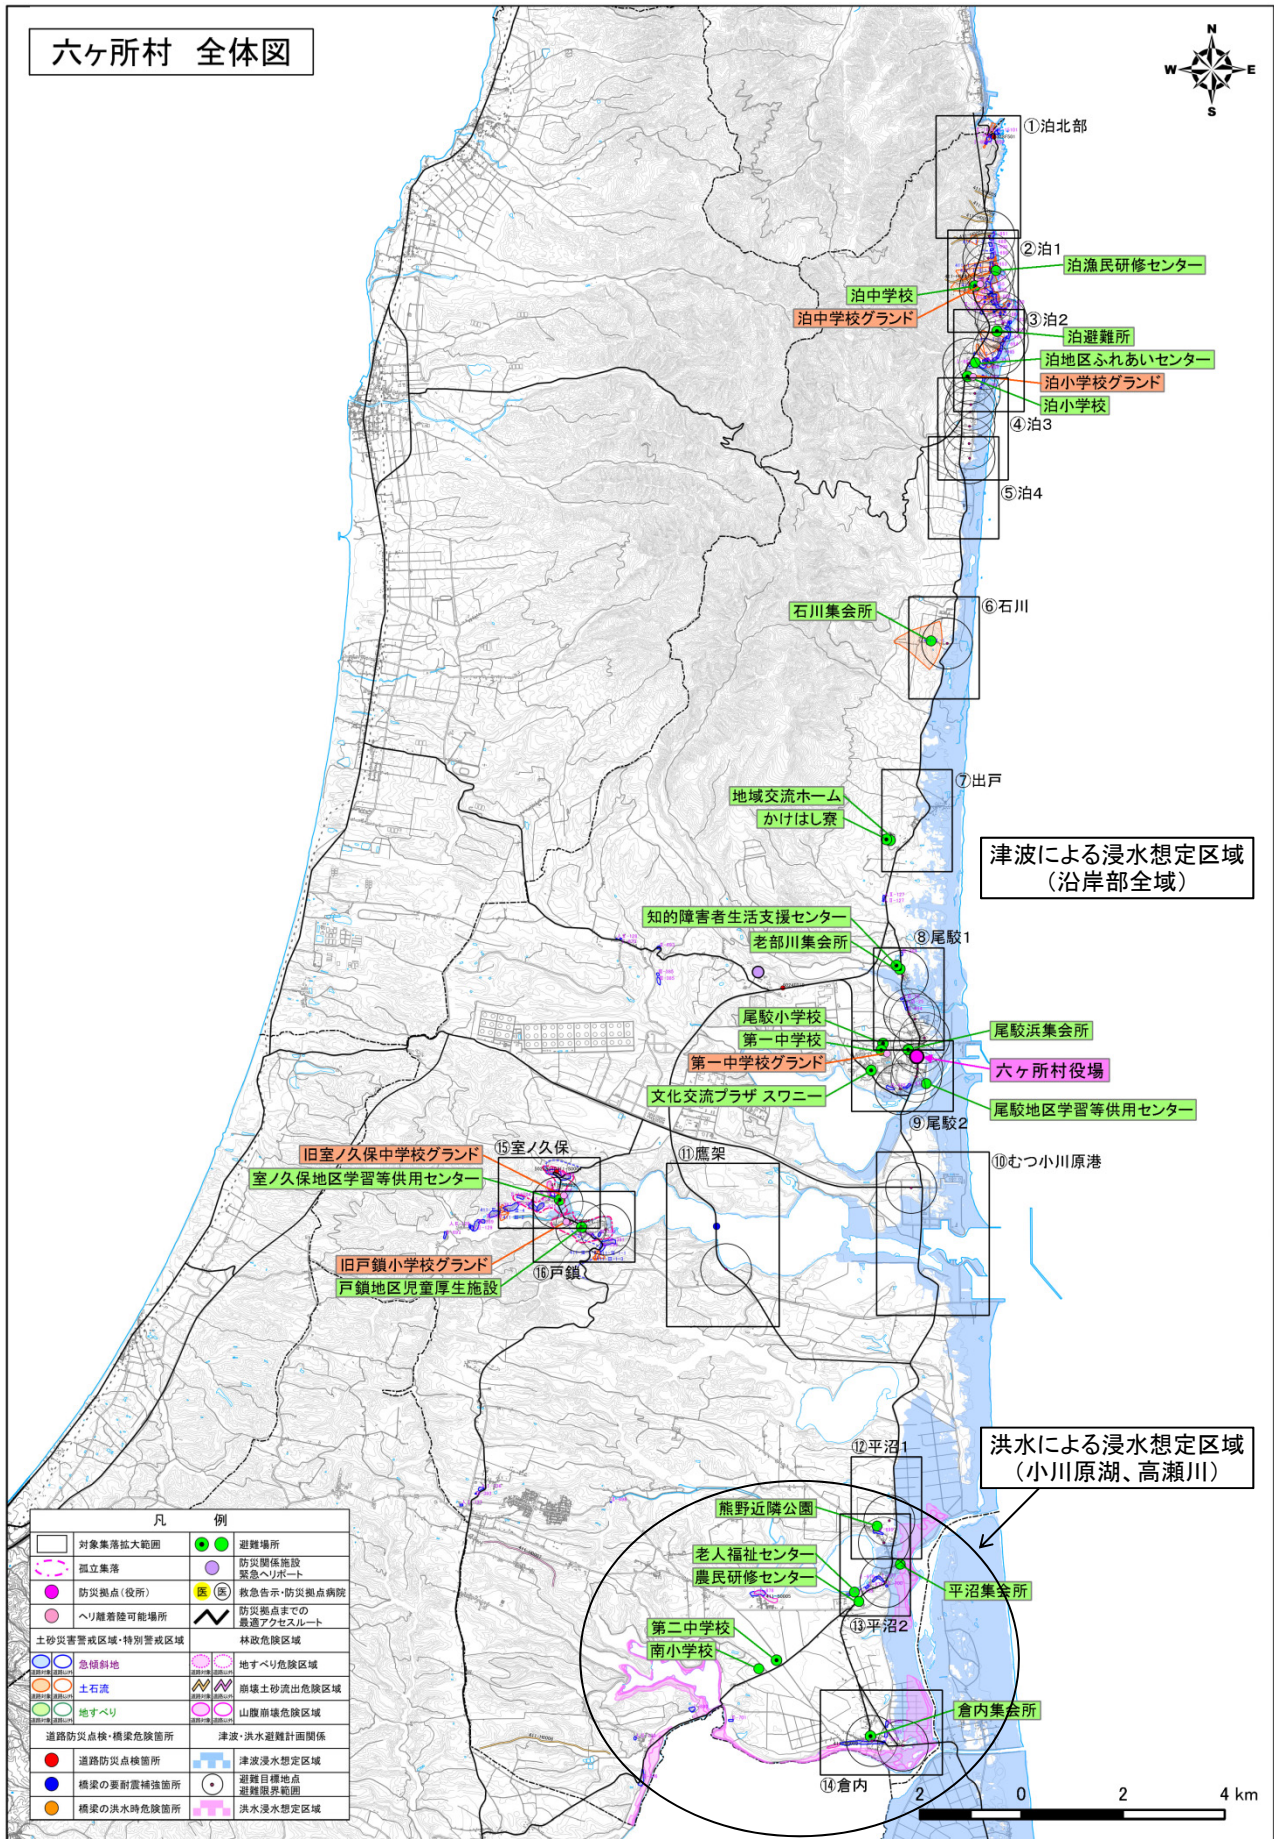 六ヶ所村 全体図
N
W
E
S
①泊北部
②泊1
泊漁民研修センター
泊中学校
泊中学校グランド
③泊2
泊避難所
泊地区ふれあいセンター
泊小学校グランド
泊小学校
④泊3
⑤泊4
⑥石川
石川集会所
⑦出戸
地域交流ホーム
かけはし寮
津波による浸水想定区域
(沿岸部全域)
知的障害者生活支援センター
老部川集会所
⑧尾駮1
尾駮小学校
第一中学校
第一中学校グランド
尾駮浜集会所
六ヶ所村役場
文化交流プラザ スワニー
尾駮地区学習等供用センター
⑨尾駮2
⑮室ノ久保
旧室ノ久保中学校グランド
室ノ久保地区学習等供用センター
⑪鷹架
⑩むつ小川原港
旧戸鎖小学校グランド
⑯戸鎖
戸鎖地区児童厚生施設
洪水による浸水想定区域
(小川原湖、高瀬川)
⑫平沼1
熊野近隣公園
老人福祉センター
農民研修センター
平沼集会所
⑬平沼2
第二中学校
南小学校
倉内集会所
⑭倉内
凡 例
対象集落拡大範囲
避難場所
孤立集落
防災関係施設
緊急ヘリポート
防災拠点(役所)
医 医 救急告示・防災拠点病院
ヘリ離着陸可能場所
防災拠点までの
最適アクセスルート
土砂災害警戒区域・特別警戒区域
林政危険区域
急傾斜地
地すべり危険区域
土石流
崩壊土砂流出危険区域
地すべり
山腹崩壊危険区域
道路防災点検・橋梁危険箇所
津波・洪水避難計画関係
道路防災点検箇所
津波浸水想定区域
橋梁の要耐震補強箇所
避難目標地点
避難限界範囲
橋梁の洪水時危険箇所
洪水浸水想定区域
2 0 2 4 km